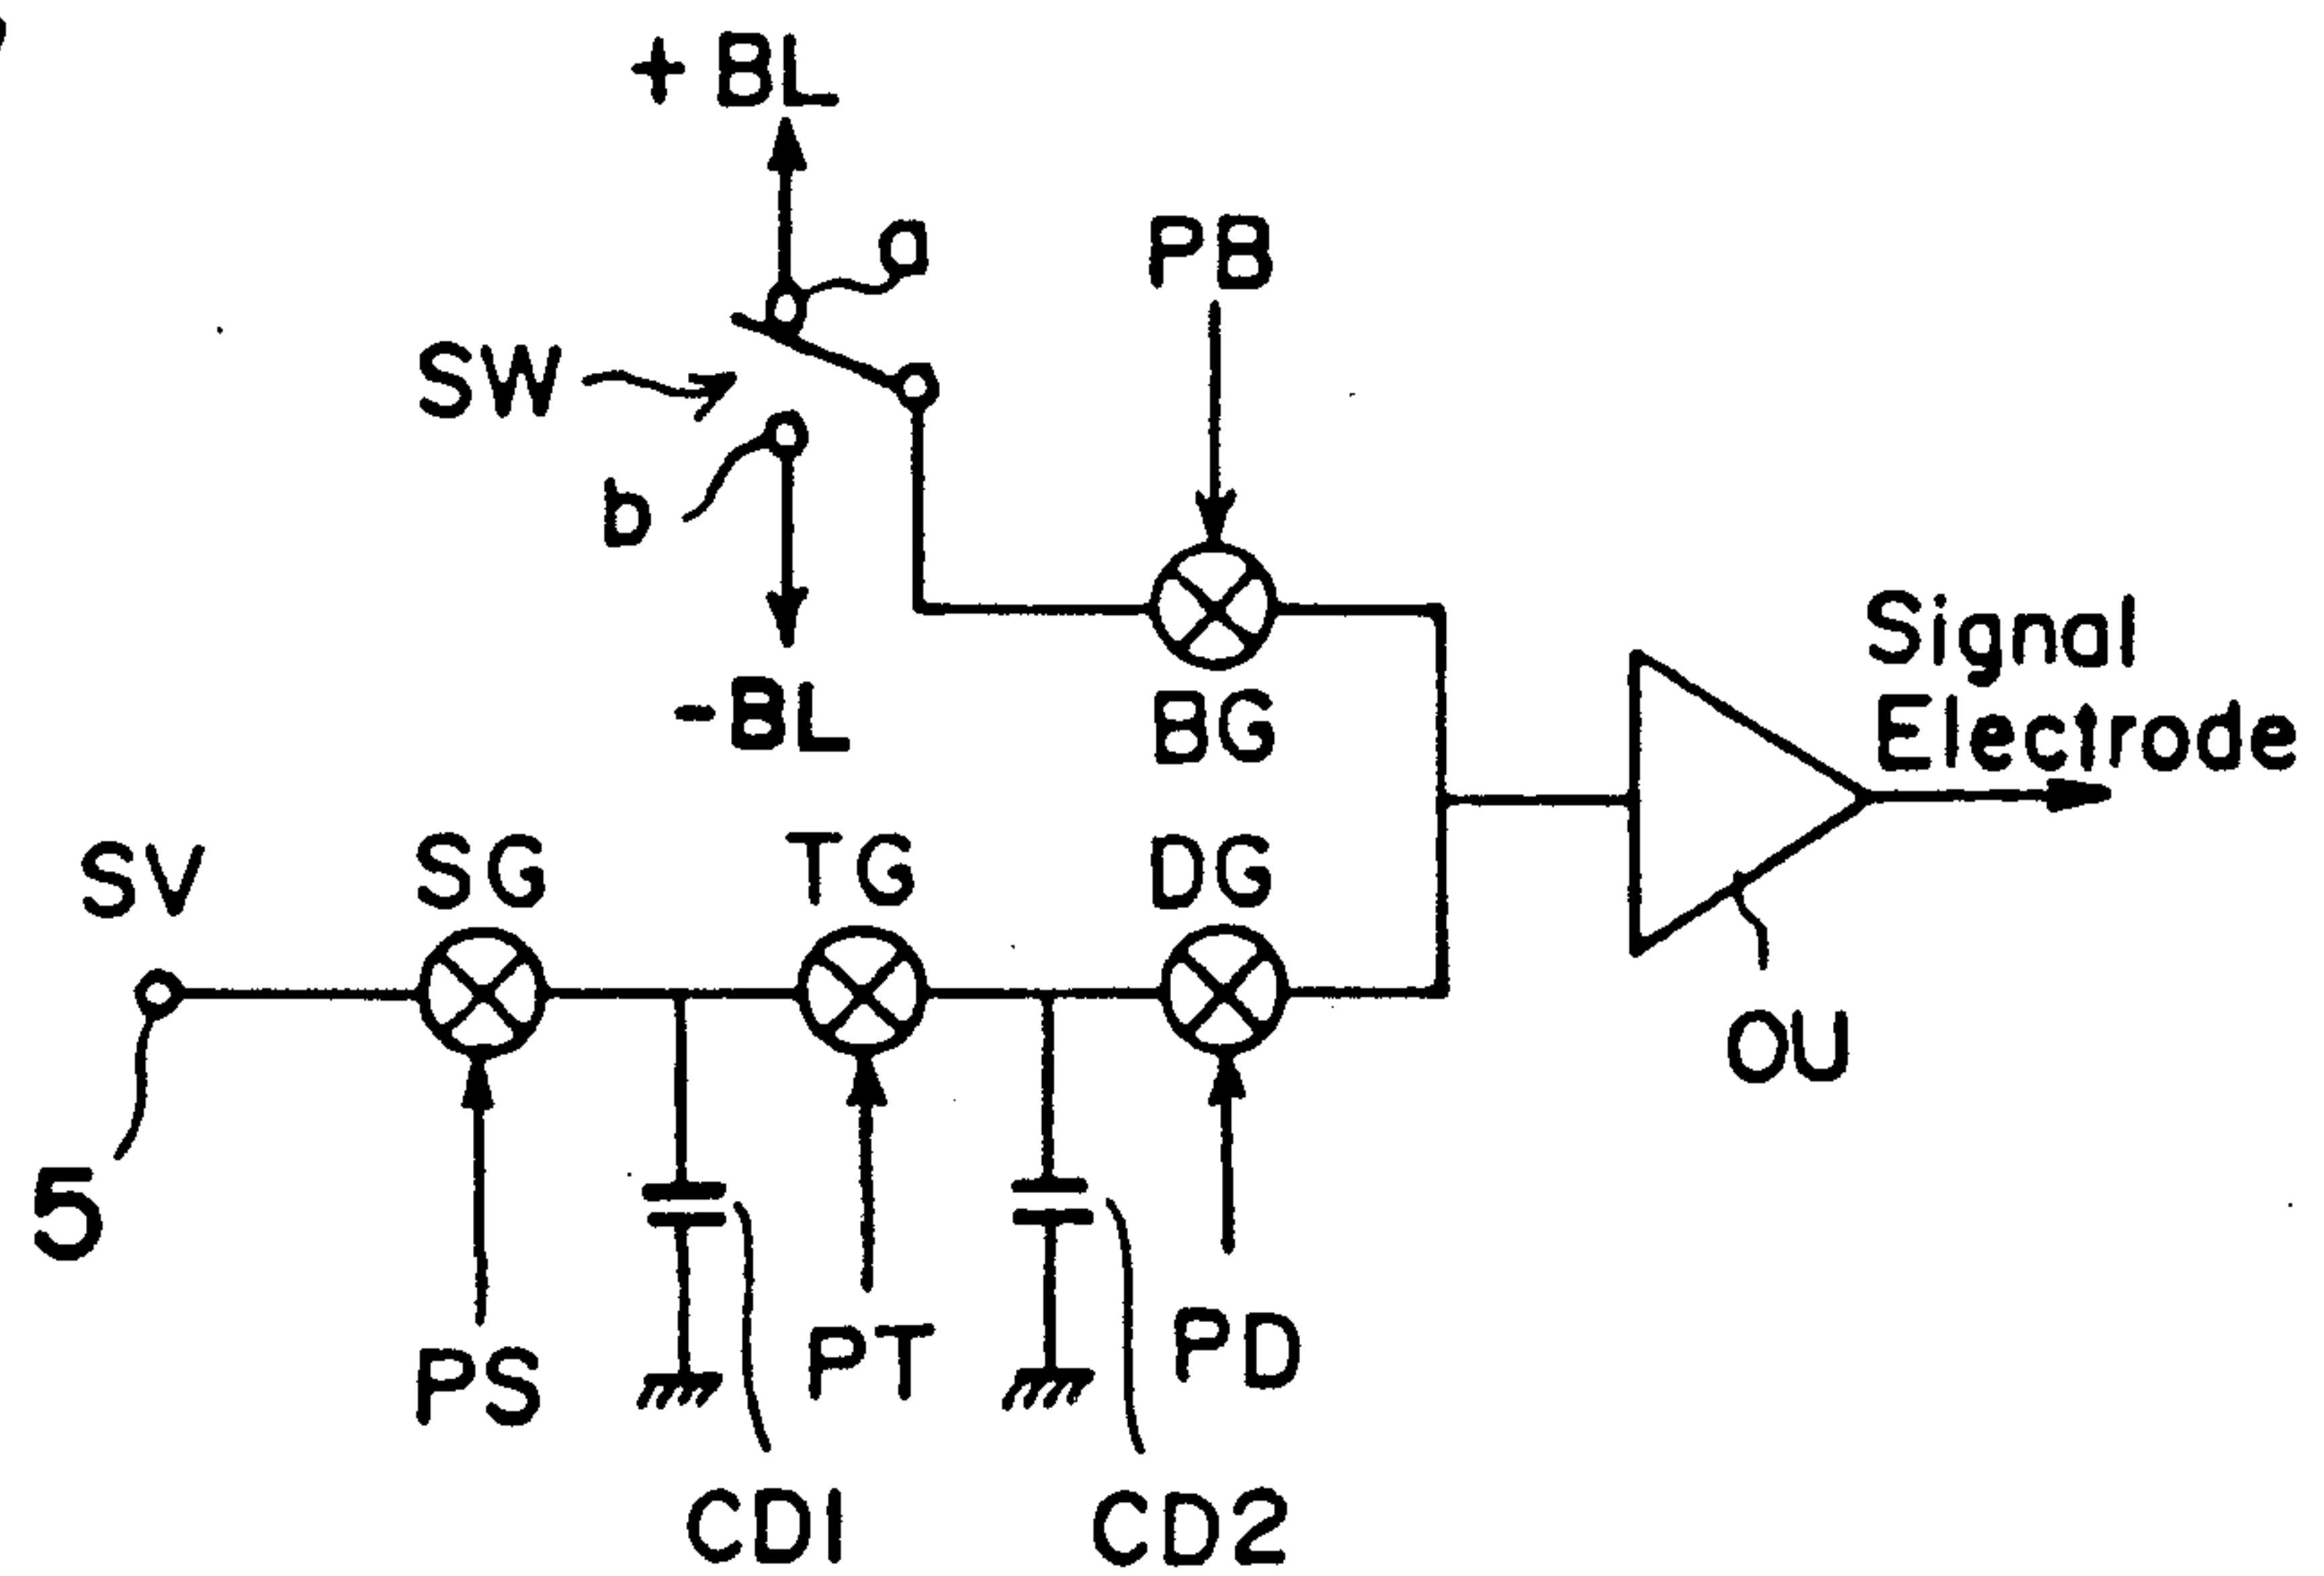 + BL
a
PB
SW
b
Signal
-BL
BG
Electrode
SV
SG
TG
DG
OU
5
PS
PT
PD
CD1
CD2